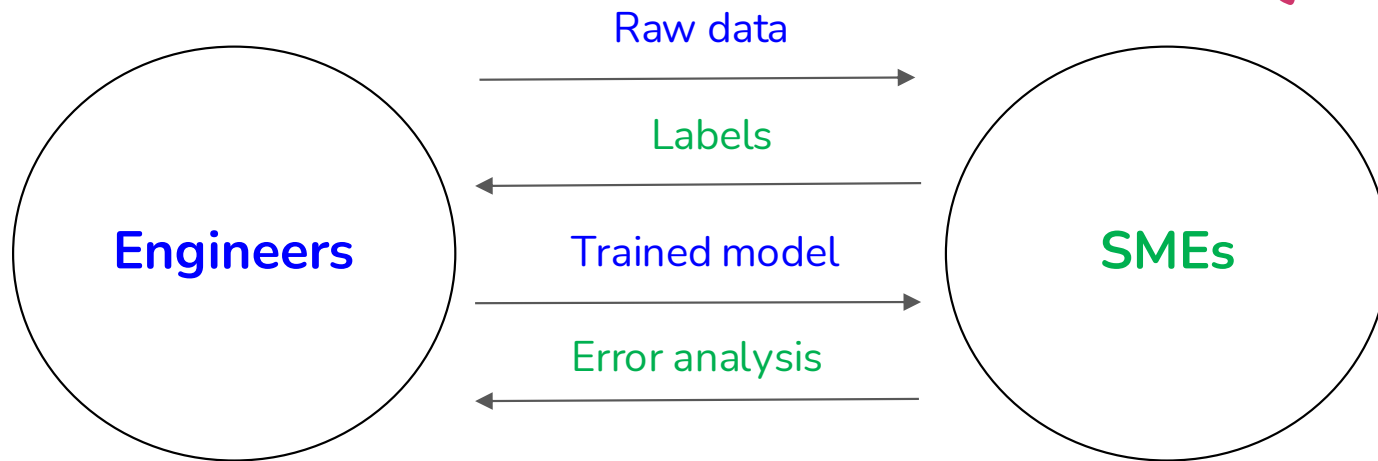 Raw data
Labels
Engineers
Trained model
SMEs
Error analysis